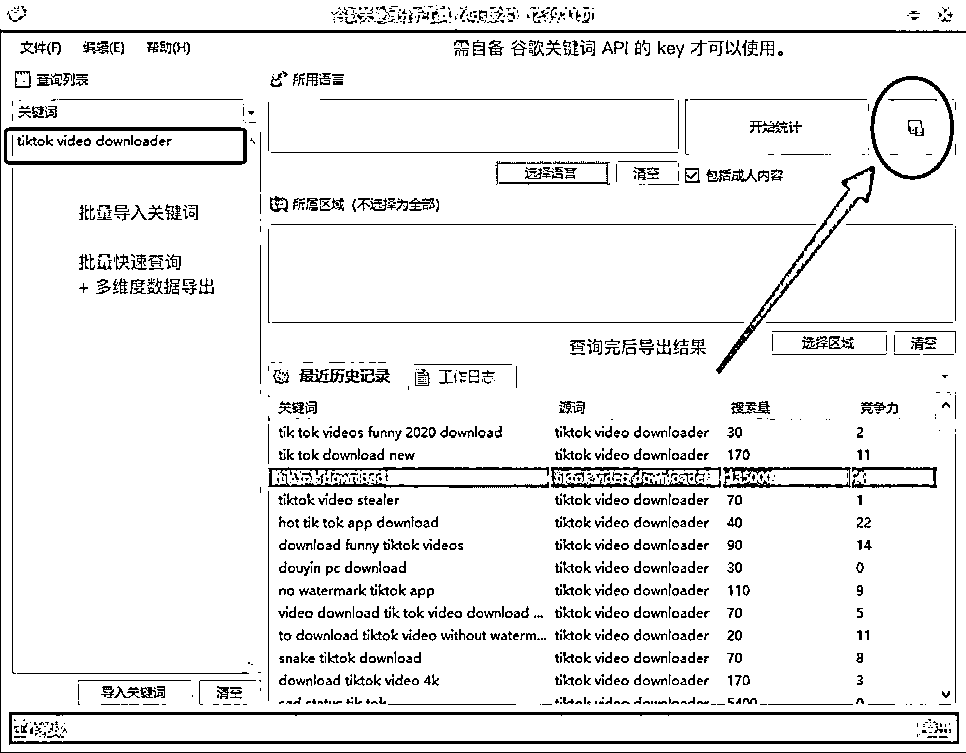 文件(F) 编辑(E) 帮助(H)
需自备 谷歌关键词 API 的 key 才可以使用。
查询列表
所用语言
关键词
tiktok video downloader
开始统计
选择语言
清空
包括成人内容
批量导入关键词
所属区域 (不选择为全部)
批量快速查询
+ 多维度数据导出
查询完后导出结果
选择区域
清空
最近历史记录
工作日志
关键词 源词 搜索量 竞争力
tik tok videos funny 2020 download tiktok video downloader 30 2
tik tok download new tiktok video downloader 170 11
tiktok video downloader
tiktok video stealer tiktok video downloader 70 1
hot tik tok app download tiktok video downloader 40 22
download funny tiktok videos tiktok video downloader 90 14
douyin pc download tiktok video downloader 30 0
no watermark tiktok app tiktok video downloader 110 9
video download tik tok video download ... tiktok video downloader 70 5
to download tiktok video without waterm... tiktok video downloader 20 11
snake tiktok download tiktok video downloader 70 8
download tiktok video 4k tiktok video downloader 170 3
sad status tik tok tiktok video downloader 5400 0
导入关键词
清空